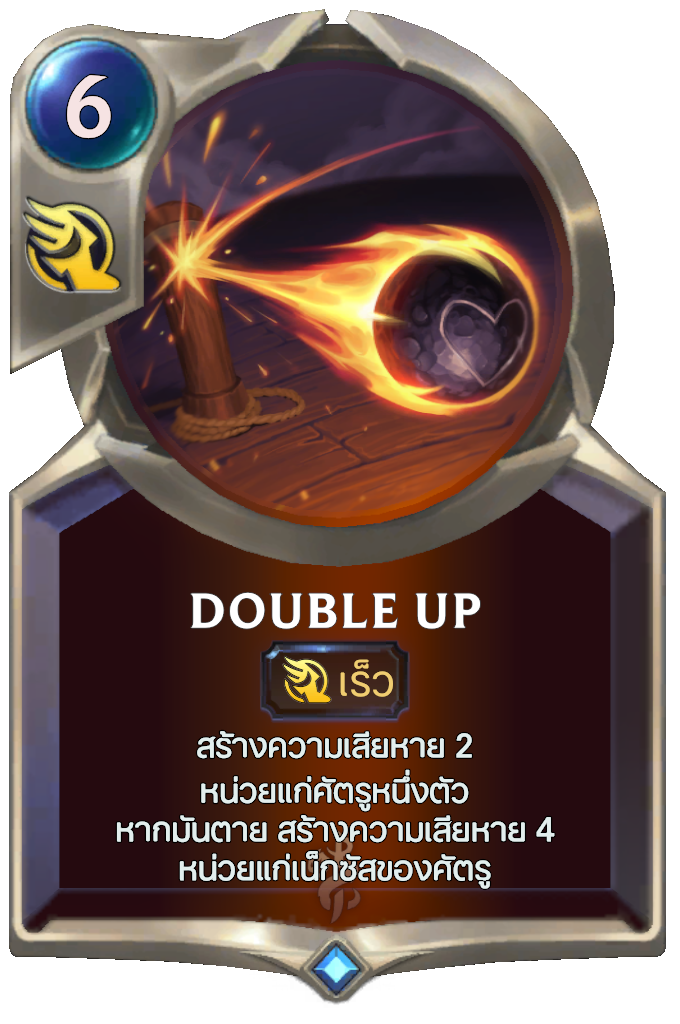 6
DOUBLE UP
เร็ว
สร้างความเสียหาย 2
หน่วยแก่ศัตรูหนึ่งตัว
หากมันตาย สร้างความเสียหาย 4
หน่วยแก่เน็กซัสของศัตรู